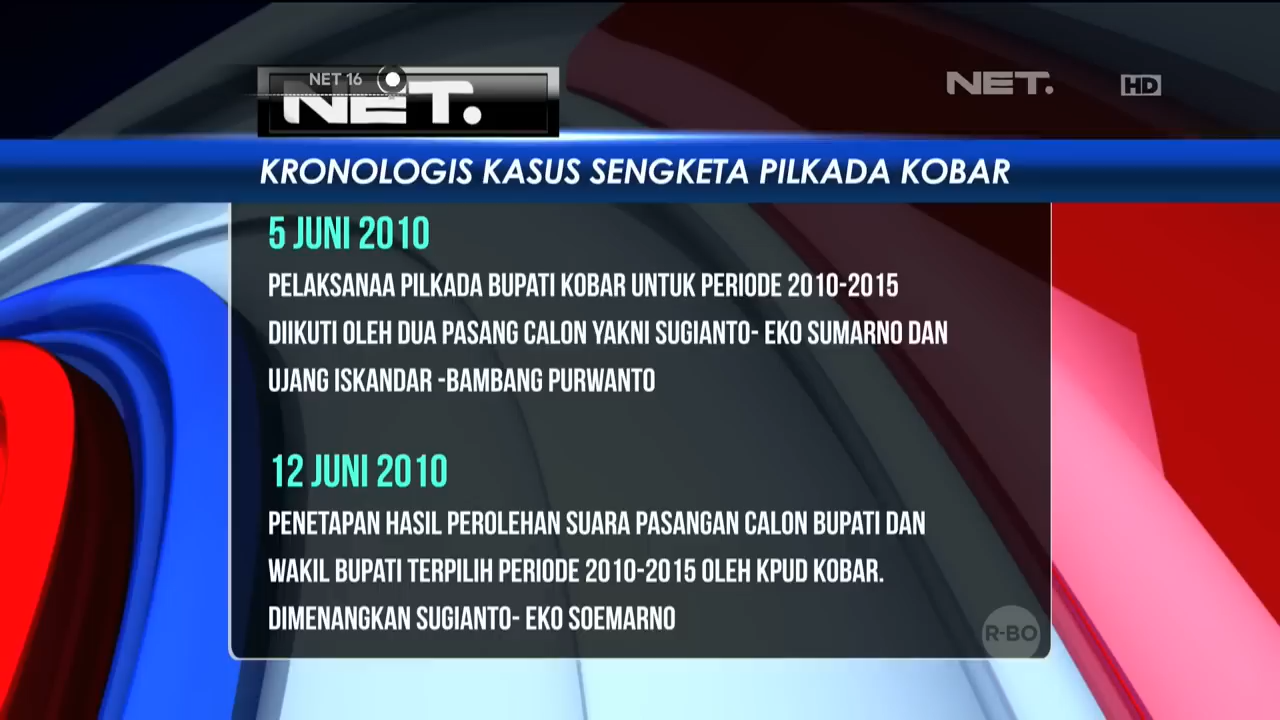 NET 16
NET.
NET.
HD
KRONOLOGIS KASUS SENGKETA PILKADA KOBAR
5 JUNI 2010
PELAKSANAA PILKADA BUPATI KOBAR UNTUK PERIODE 2010-2015
DIIKUTI OLEH DUA PASANG CALON YAKNI SUGIANTO- EKO SUMARNO DAN
UJANG ISKANDAR -BAMBANG PURWANTO
12 JUNI 2010
PENETAPAN HASIL PEROLEHAN SUARA PASANGAN CALON BUPATI DAN
WAKIL BUPATI TERPILIH PERIODE 2010-2015 OLEH KPUD KOBAR.
DIMENANGKAN SUGIANTO- EKO SOEMARNO
R-BO